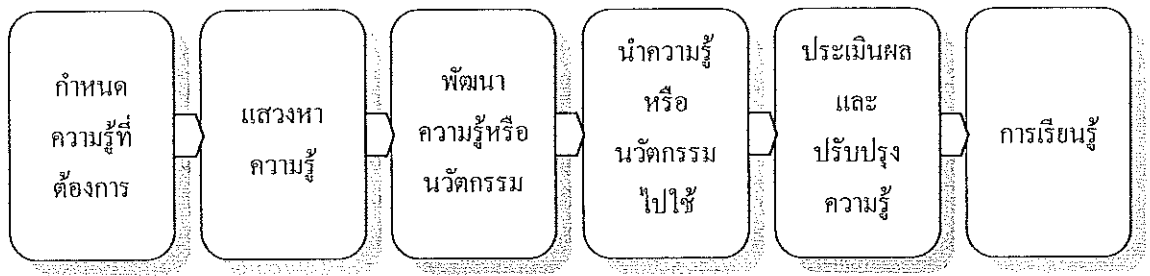 กำหนด
ความรู้ที่
ต้องการ
แสวงหา
ความรู้
พัฒนา
ความรู้หรือ
นวัตกรรม
นำความรู้
หรือ
นวัตกรรม
ไปใช้
ประเมินผล
และ
ปรับปรุง
ความรู้
การเรียนรู้